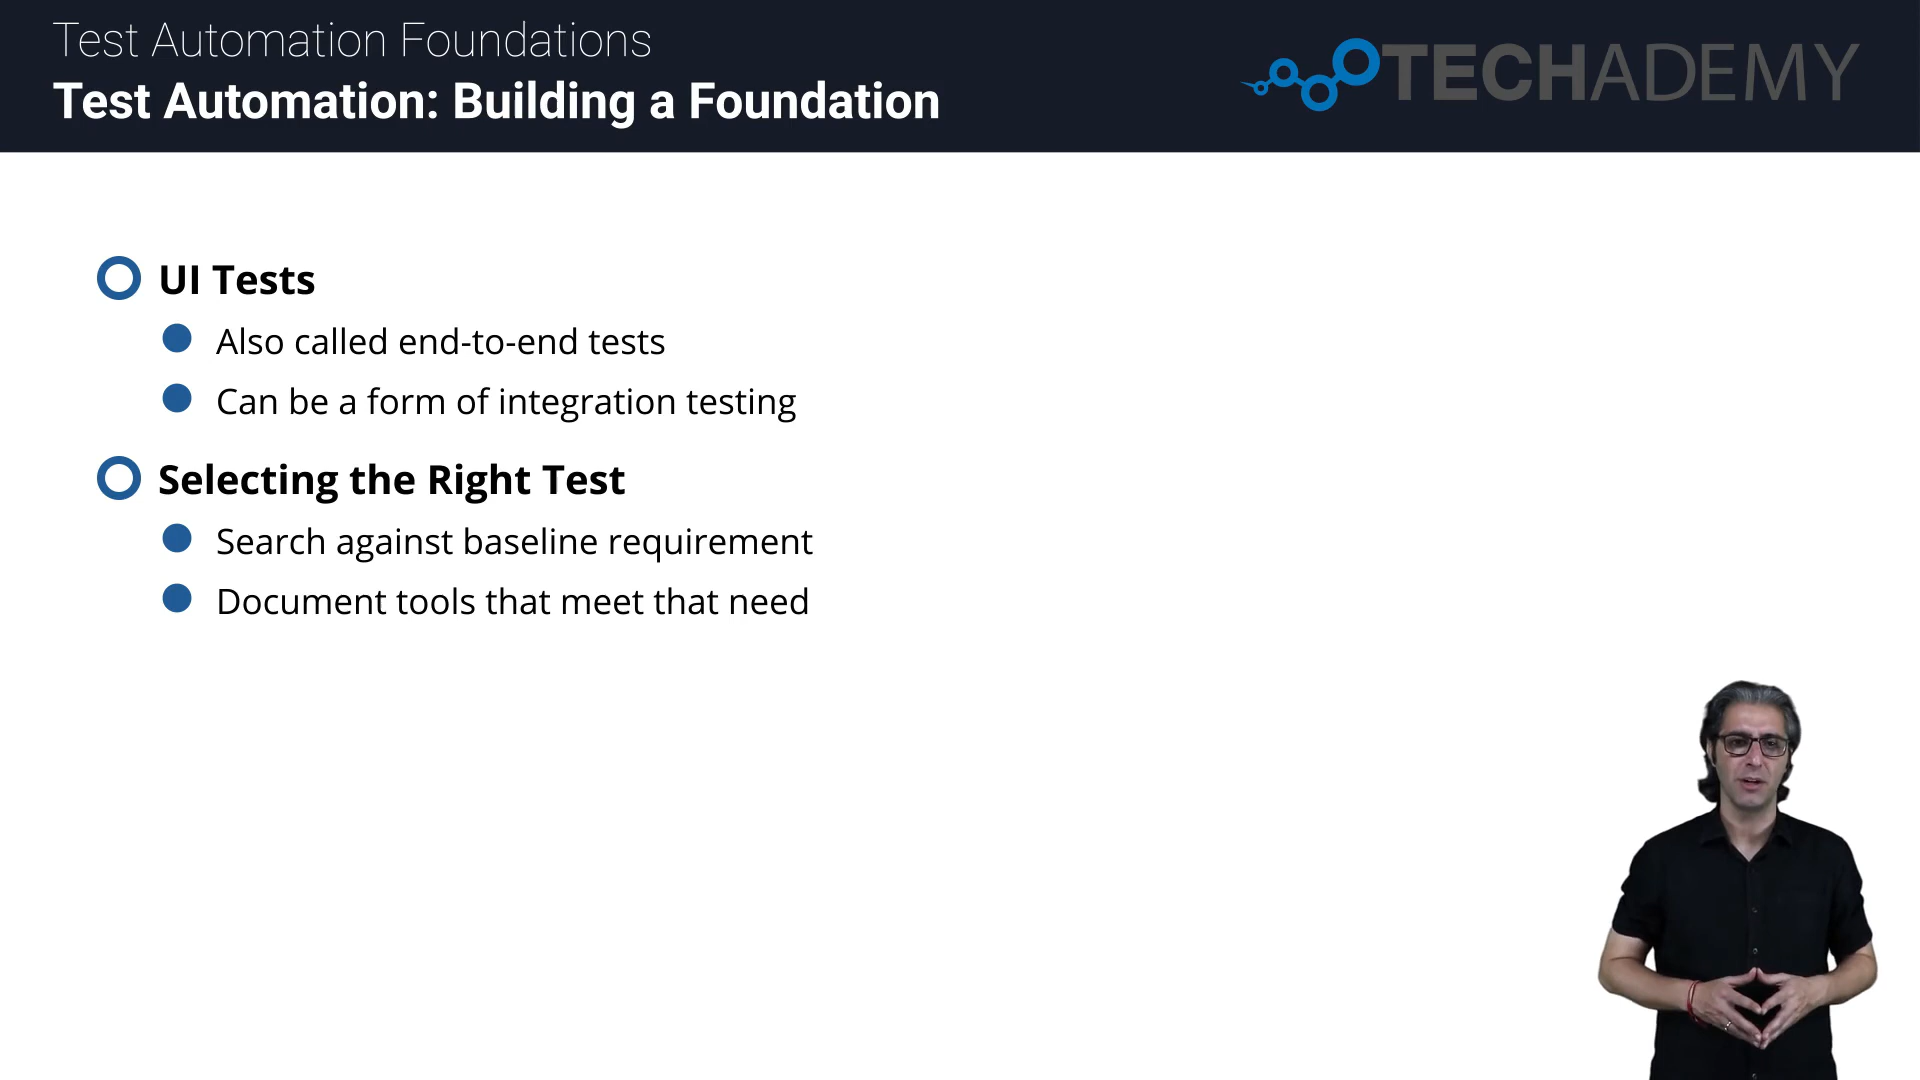 Test Automation Foundations
Test Automation: Building a Foundation
TECHADEMY
UI Tests
Also called end-to-end tests
Can be a form of integration testing
Selecting the Right Test
Search against baseline requirement
Document tools that meet that need